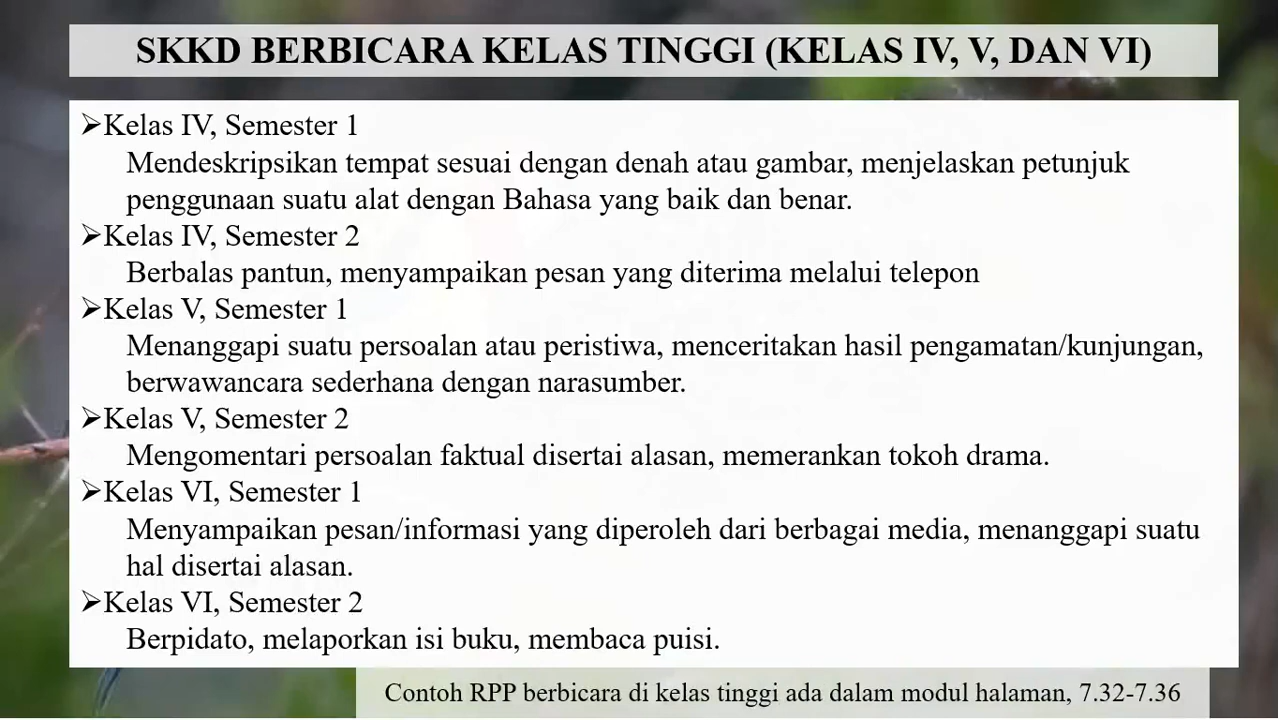 SKKD BERBICARA KELAS TINGGI (KELAS IV, V, DAN VI)
➢Kelas IV, Semester 1
Mendeskripsikan tempat sesuai dengan denah atau gambar, menjelaskan petunjuk
penggunaan suatu alat dengan Bahasa yang baik dan benar.
➢Kelas IV, Semester 2
Berbalas pantun, menyampaikan pesan yang diterima melalui telepon
➢Kelas V, Semester 1
Menanggapi suatu persoalan atau peristiwa, menceritakan hasil pengamatan/kunjungan,
berwawancara sederhana dengan narasumber.
➢Kelas V, Semester 2
Mengomentari persoalan faktual disertai alasan, memerankan tokoh drama.
➢Kelas VI, Semester 1
Menyampaikan pesan/informasi yang diperoleh dari berbagai media, menanggapi suatu
hal disertai alasan.
➢Kelas VI, Semester 2
Berpidato, melaporkan isi buku, membaca puisi.
Contoh RPP berbicara di kelas tinggi ada dalam modul halaman, 7.32-7.36